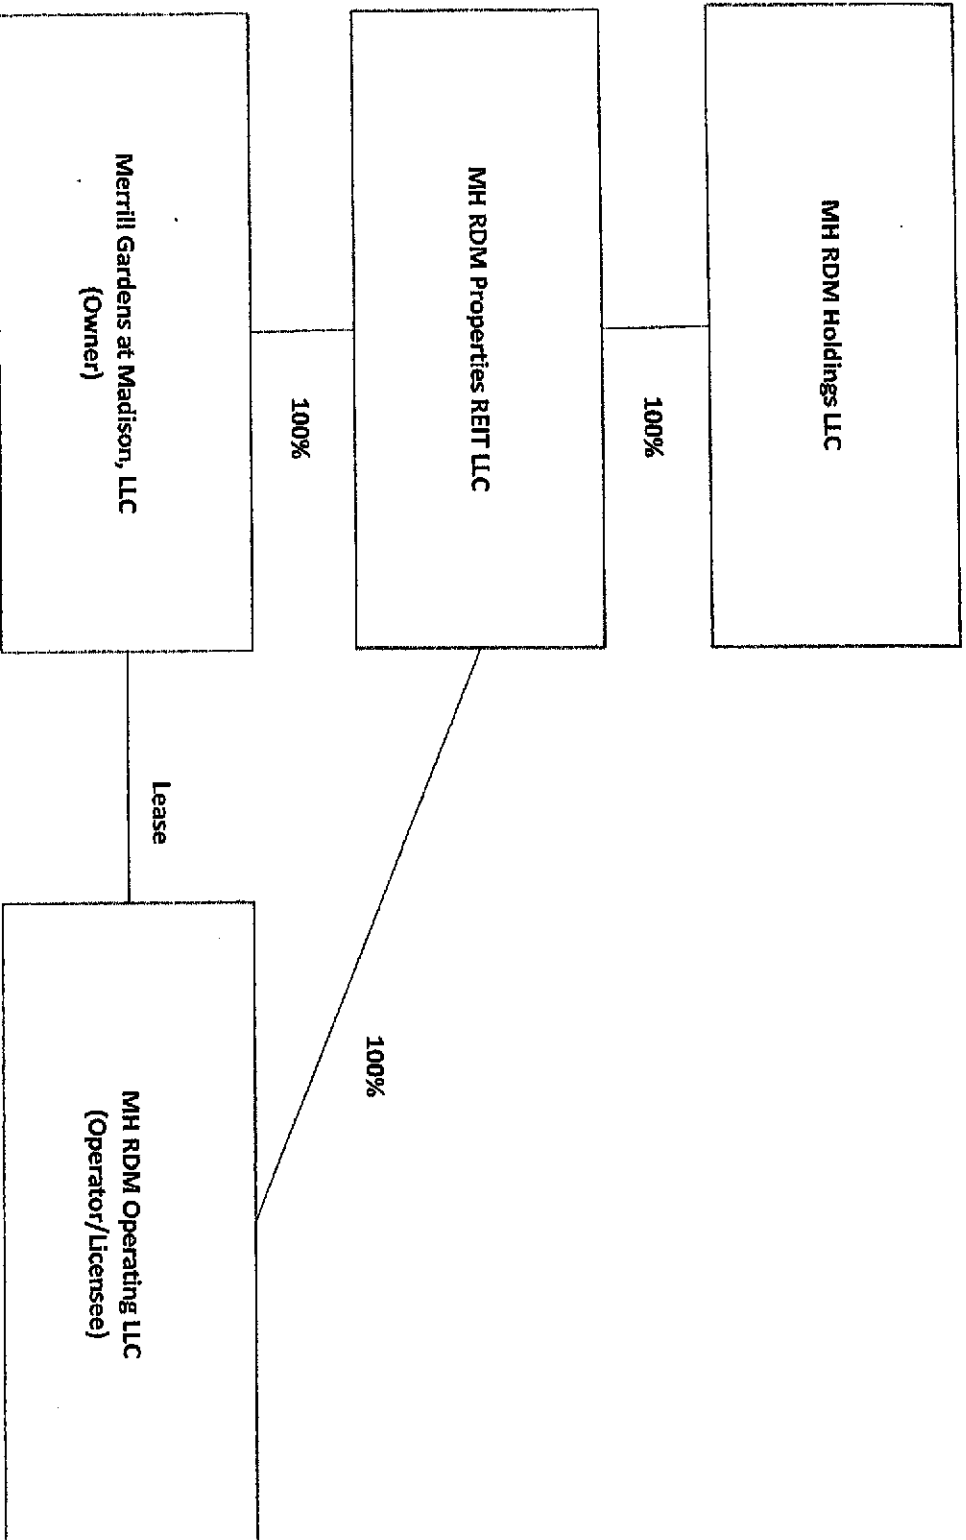 MH RDM Holdings LLC
100%
MH RDM Properties REIT LLC
100%
100%
Merrill Gardens at Madison, LLC
(Owner)
Lease
MH RDM Operating LLC
(Operator/Licensee)